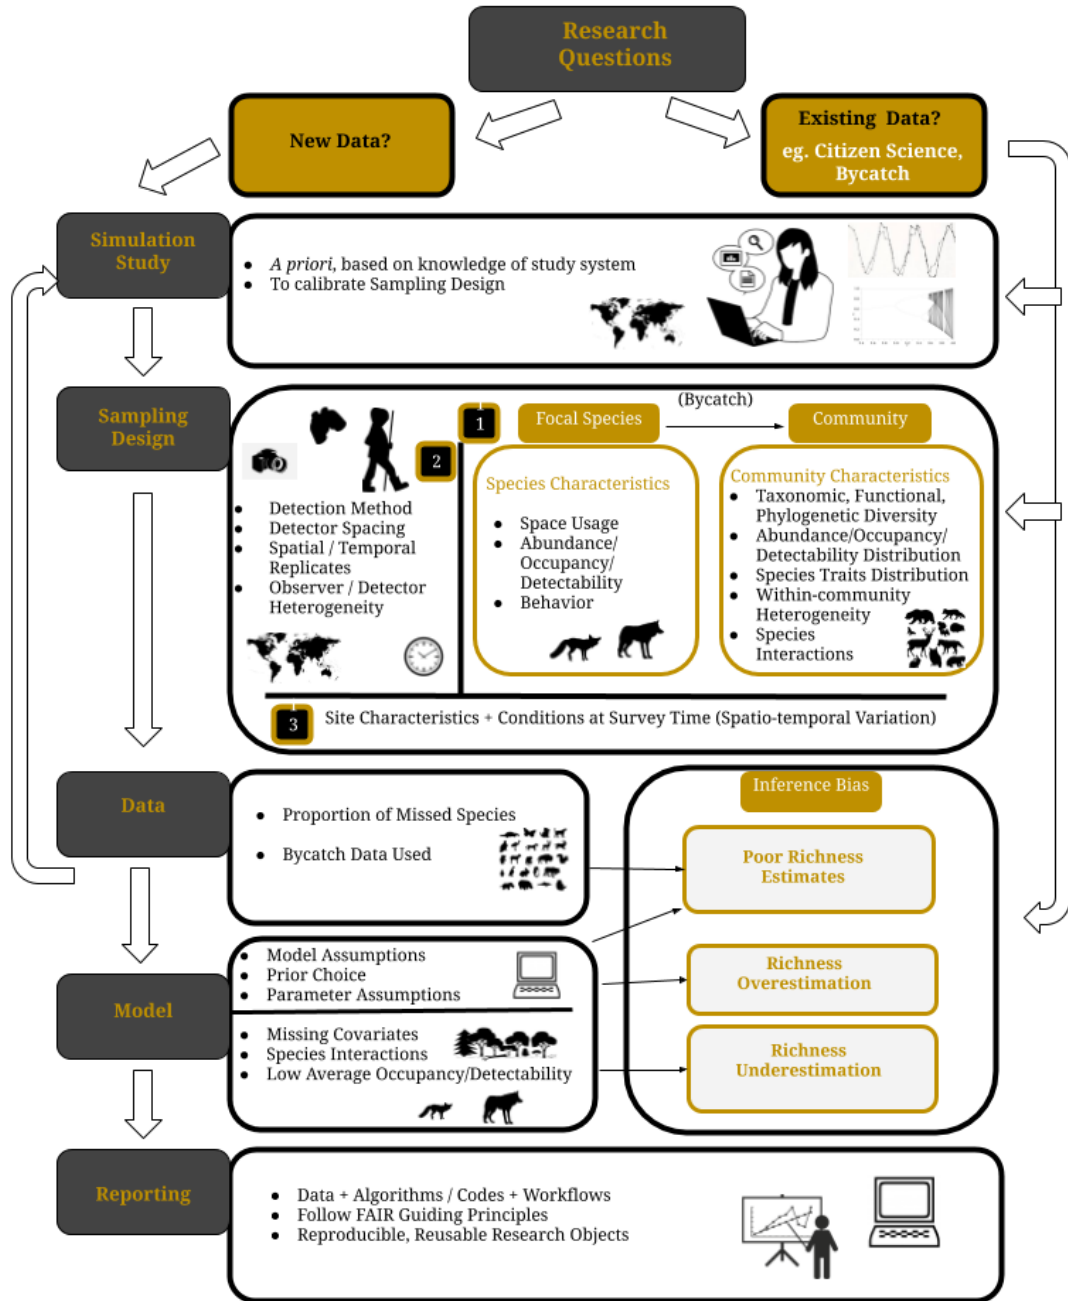 Research
Questions
New Data?
Existing Data?
eg. Citizen Science,
Bycatch
Simulation
Study
● A priori, based on knowledge of study system
● To calibrate Sampling Design
Sampling
Design
● Detection Method
● Detector Spacing
● Spatial / Temporal
Replicates
● Observer / Detector
Heterogeneity
2
1
Focal Species
(Bycatch)
Community
Species Characteristics
● Space Usage
● Abundance/
Occupancy/
Detectability
● Behavior
Community Characteristics
● Taxonomic, Functional,
Phylogenetic Diversity
● Abundance/Occupancy/
Detectability Distribution
● Species Traits Distribution
● Within-community
Heterogeneity
● Species
Interactions
3
Site Characteristics + Conditions at Survey Time (Spatio-temporal Variation)
Data
● Proportion of Missed Species
● Bycatch Data Used
Inference Bias
Poor Richness
Estimates
Richness
Overestimation
Richness
Underestimation
Model
● Model Assumptions
● Prior Choice
● Parameter Assumptions
● Missing Covariates
● Species Interactions
● Low Average Occupancy/Detectability
Reporting
● Data + Algorithms / Codes + Workflows
● Follow FAIR Guiding Principles
● Reproducible, Reusable Research Objects